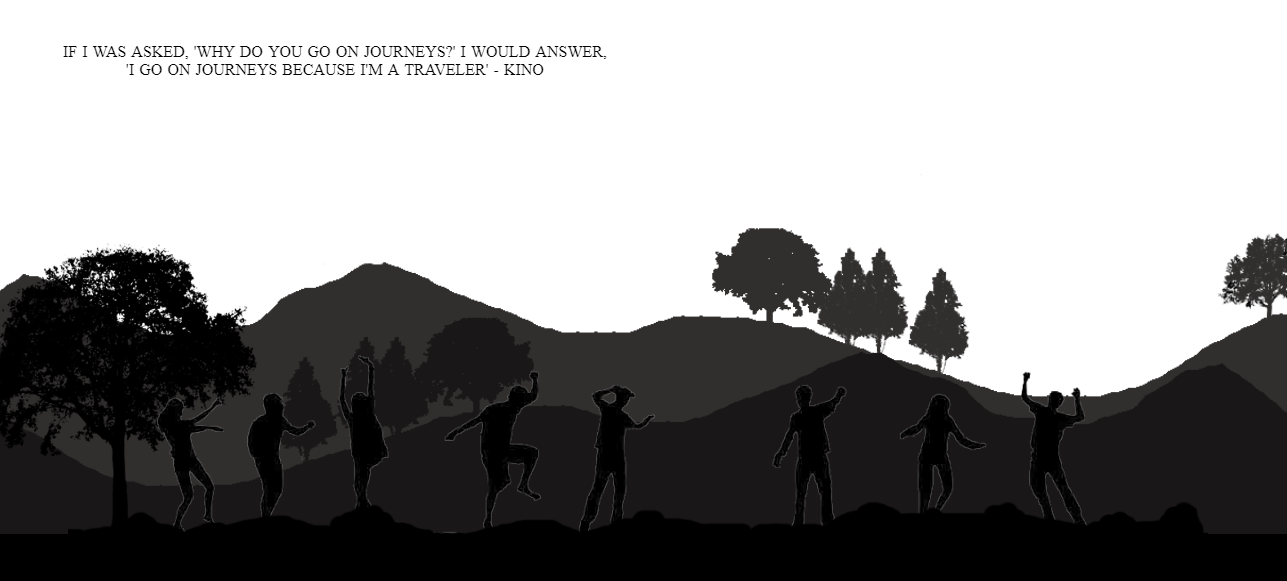 IF I WAS ASKED, 'WHY DO YOU GO ON JOURNEYS?' I WOULD ANSWER,
'I GO ON JOURNEYS BECAUSE I'M A TRAVELER' - KINO